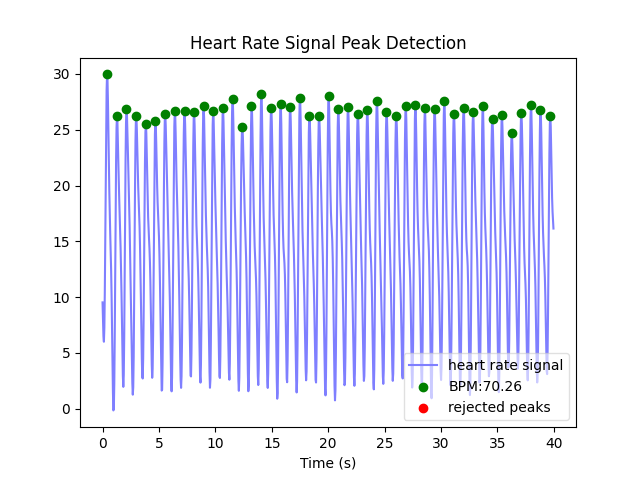 Heart Rate Signal Peak Detection
30
25
20
15
10
5
0
heart rate signal
BPM:70.26
rejected peaks
0 5 10 15 20 25 30 35 40
Time (s)